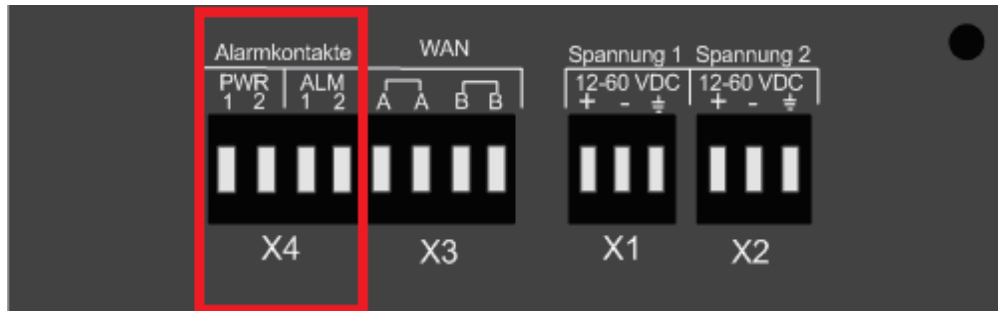 Alarmkontakte WAN Spannung 1 Spannung 2
PWR ALM 12-60 VDC 12-60 VDC
1 2 1 2 A A B B + - + -
X4 X3 X1 X2